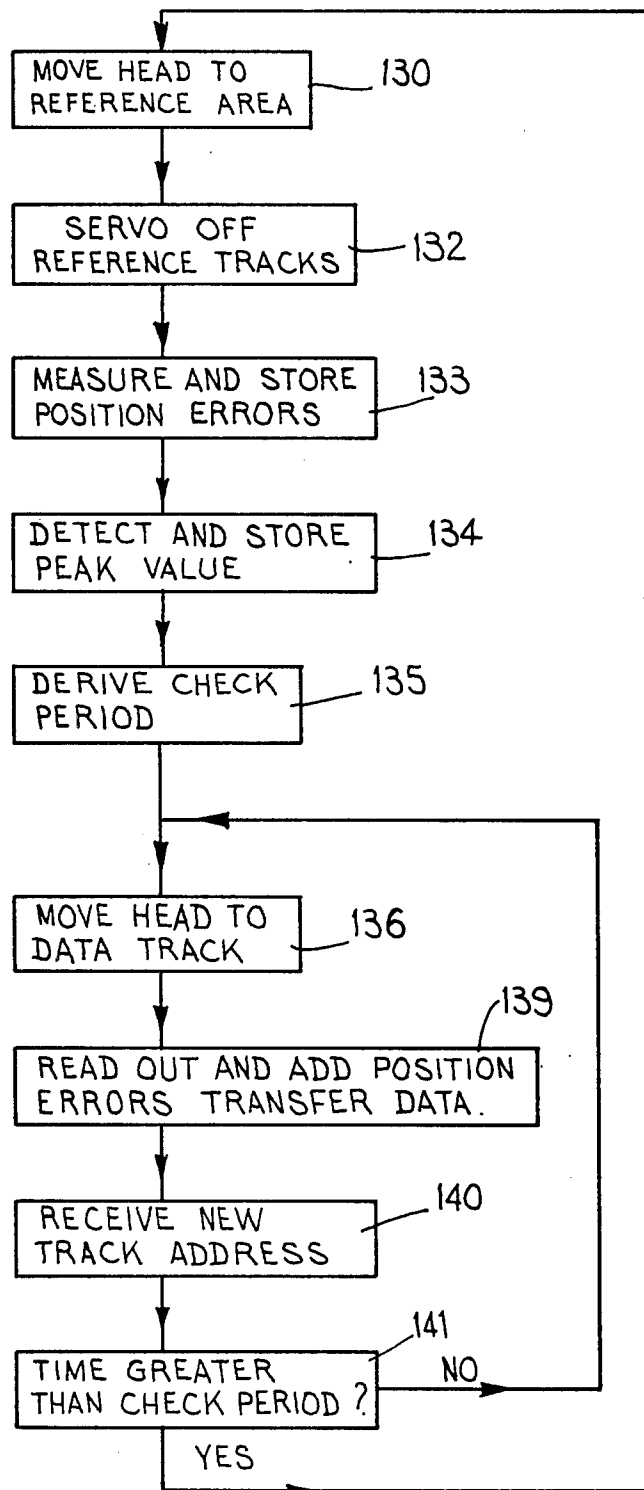 MOVE HEAD TO
REFERENCE AREA
130
SERVO OFF
REFERENCE TRACKS
132
MEASURE AND STORE
POSITION ERRORS
133
DETECT AND STORE
PEAK VALUE
134
DERIVE CHECK
PERIOD
135
MOVE HEAD TO
DATA TRACK
136
139
READ OUT AND ADD POSITION
ERRORS TRANSFER DATA.
RECEIVE NEW
TRACK ADDRESS
140
141
TIME GREATER
THAN CHECK PERIOD ?
NO
YES